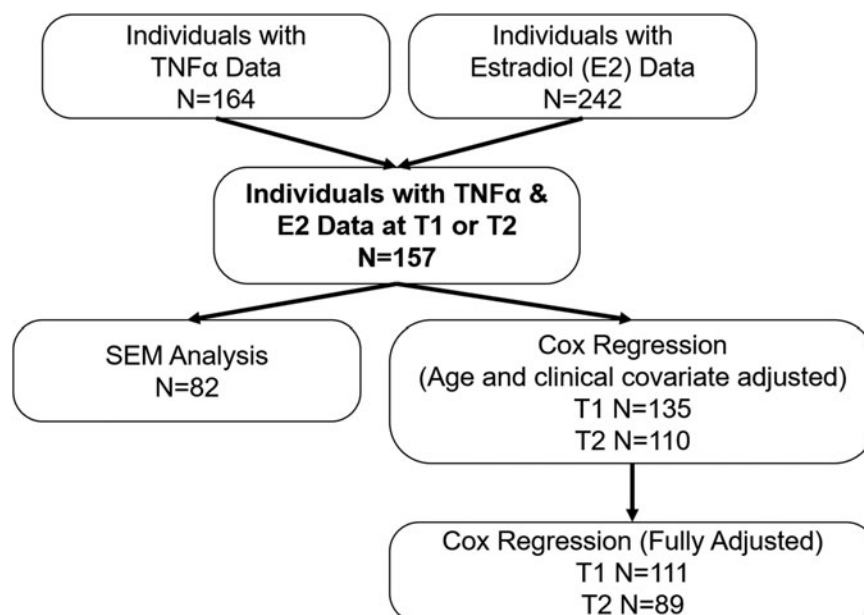 Individuals with
TNFα Data
N=164
Individuals with
Estradiol (E2) Data
N=242
Individuals with TNFα &
E2 Data at T1 or T2
N=157
SEM Analysis
N=82
Cox Regression
(Age and clinical covariate adjusted)
T1 N=135
T2 N=110
Cox Regression (Fully Adjusted)
T1 N=111
T2 N=89